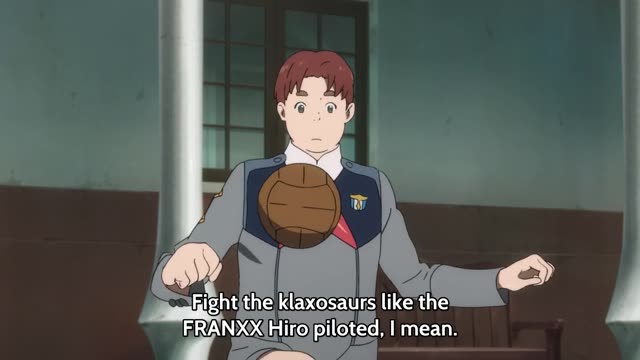 Fight the klaxosaurs like the
FRANXX Hiro piloted, I mean.